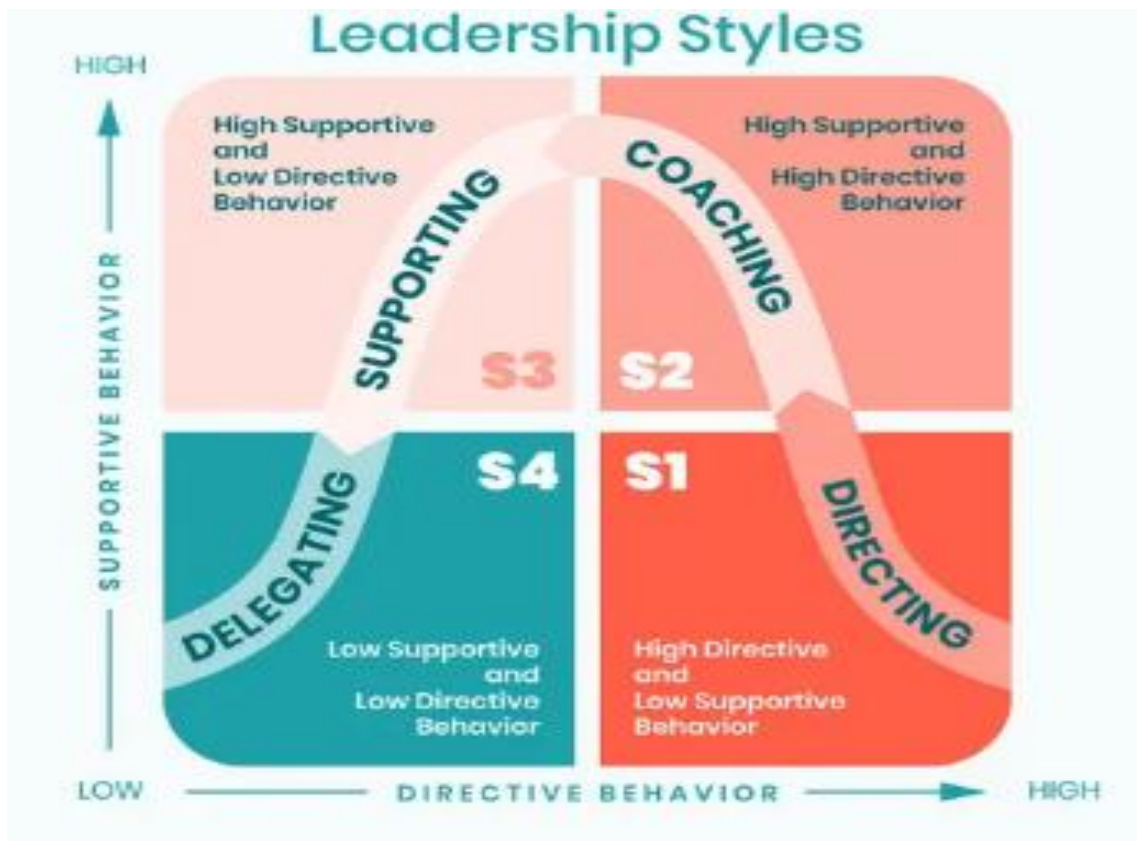 Leadership Styles
HIGH
High Supportive
and
Low Directive
Behavior
SUPPORTING
S3
High Supportive
and
High Directive
Behavior
COACHING
S2
SUPPORTIVE BEHAVIOR
S4
DELEGATING
Low Supportive
and
Low Directive
Behavior
S1
DIRECTING
High Directive
and
Low Supportive
Behavior
LOW
DIRECTIVE BEHAVIOR
HIGH